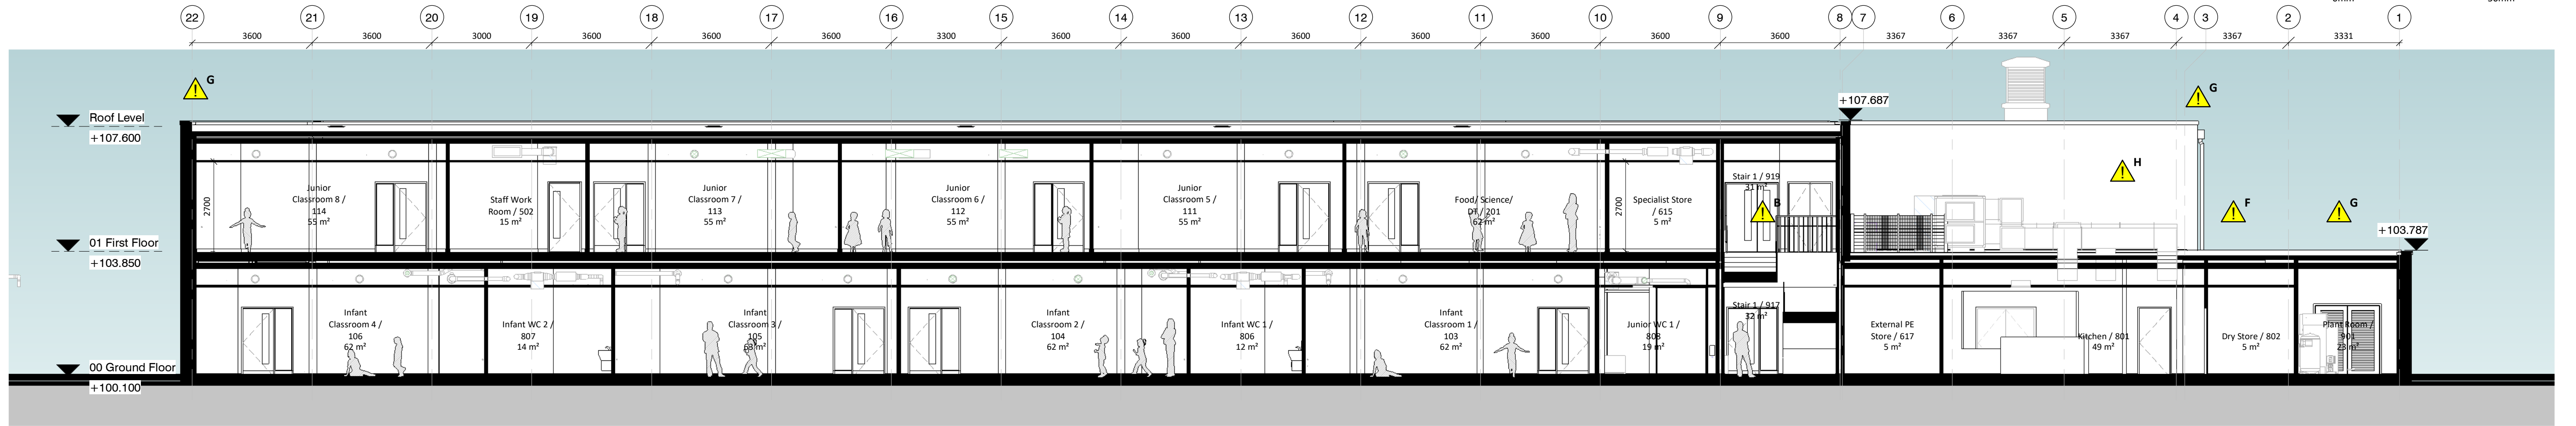 22 21 20 19 18 17 16 15 14 13 12 11 10 9 8 7 6 5 4 3 2 1
3600 3600 3000 3600 3600 3600 3300 3600 3600 3600 3600 3600 3600 3600 3367 3367 3367 3367 3331
G
G
Roof Level
+107.600
+107.687
H
2700
Junior
Classroom 8 /
114
55 m²
Staff Work
Room / 502
15 m²
Junior
Classroom 7 /
113
55 m²
Junior
Classroom 6 /
112
55 m²
Junior
Classroom 5 /
111
55 m²
Food/ Science/
DT / 201
62 m²
2700
Specialist Store
/ 615
5 m²
Stair 1 / 919
31 m²
B
F
G
01 First Floor
+103.850
+103.787
Infant
Classroom 4 /
106
62 m²
Infant WC 2 /
807
14 m²
Infant
Classroom 3 /
105
63 m²
Infant
Classroom 2 /
104
62 m²
Infant WC 1 /
806
12 m²
Infant
Classroom 1 /
103
62 m²
Junior WC 1 /
808
19 m²
Stair 1 / 917
32 m²
External PE
Store / 617
5 m²
Kitchen / 801
49 m²
Dry Store / 802
5 m²
Plant Room /
901
23 m²
00 Ground Floor
+100.100